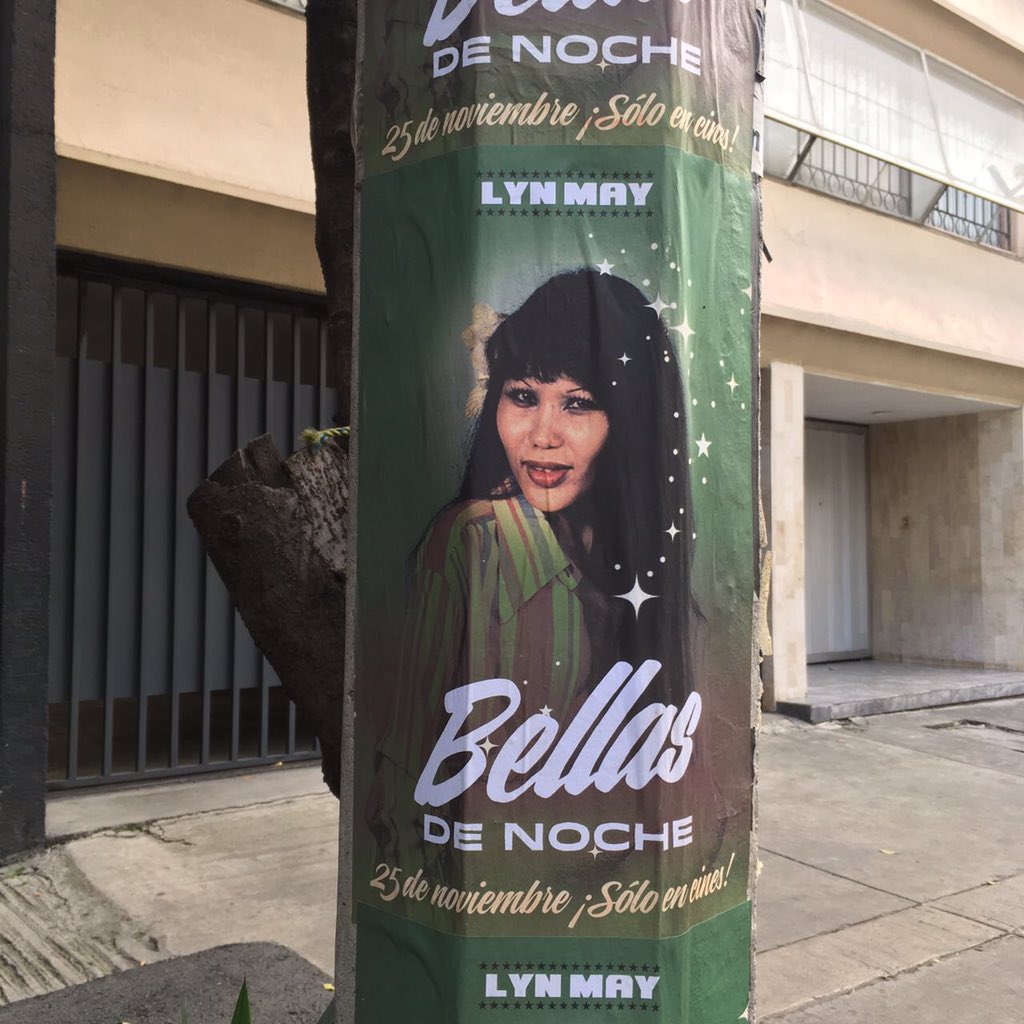 Bellas
DE NOCHE
25 de noviembre ¡Sólo en cines!
LYN MAY
Bellas
DE NOCHE
25 de noviembre ¡Sólo en cines!
LYN MAY